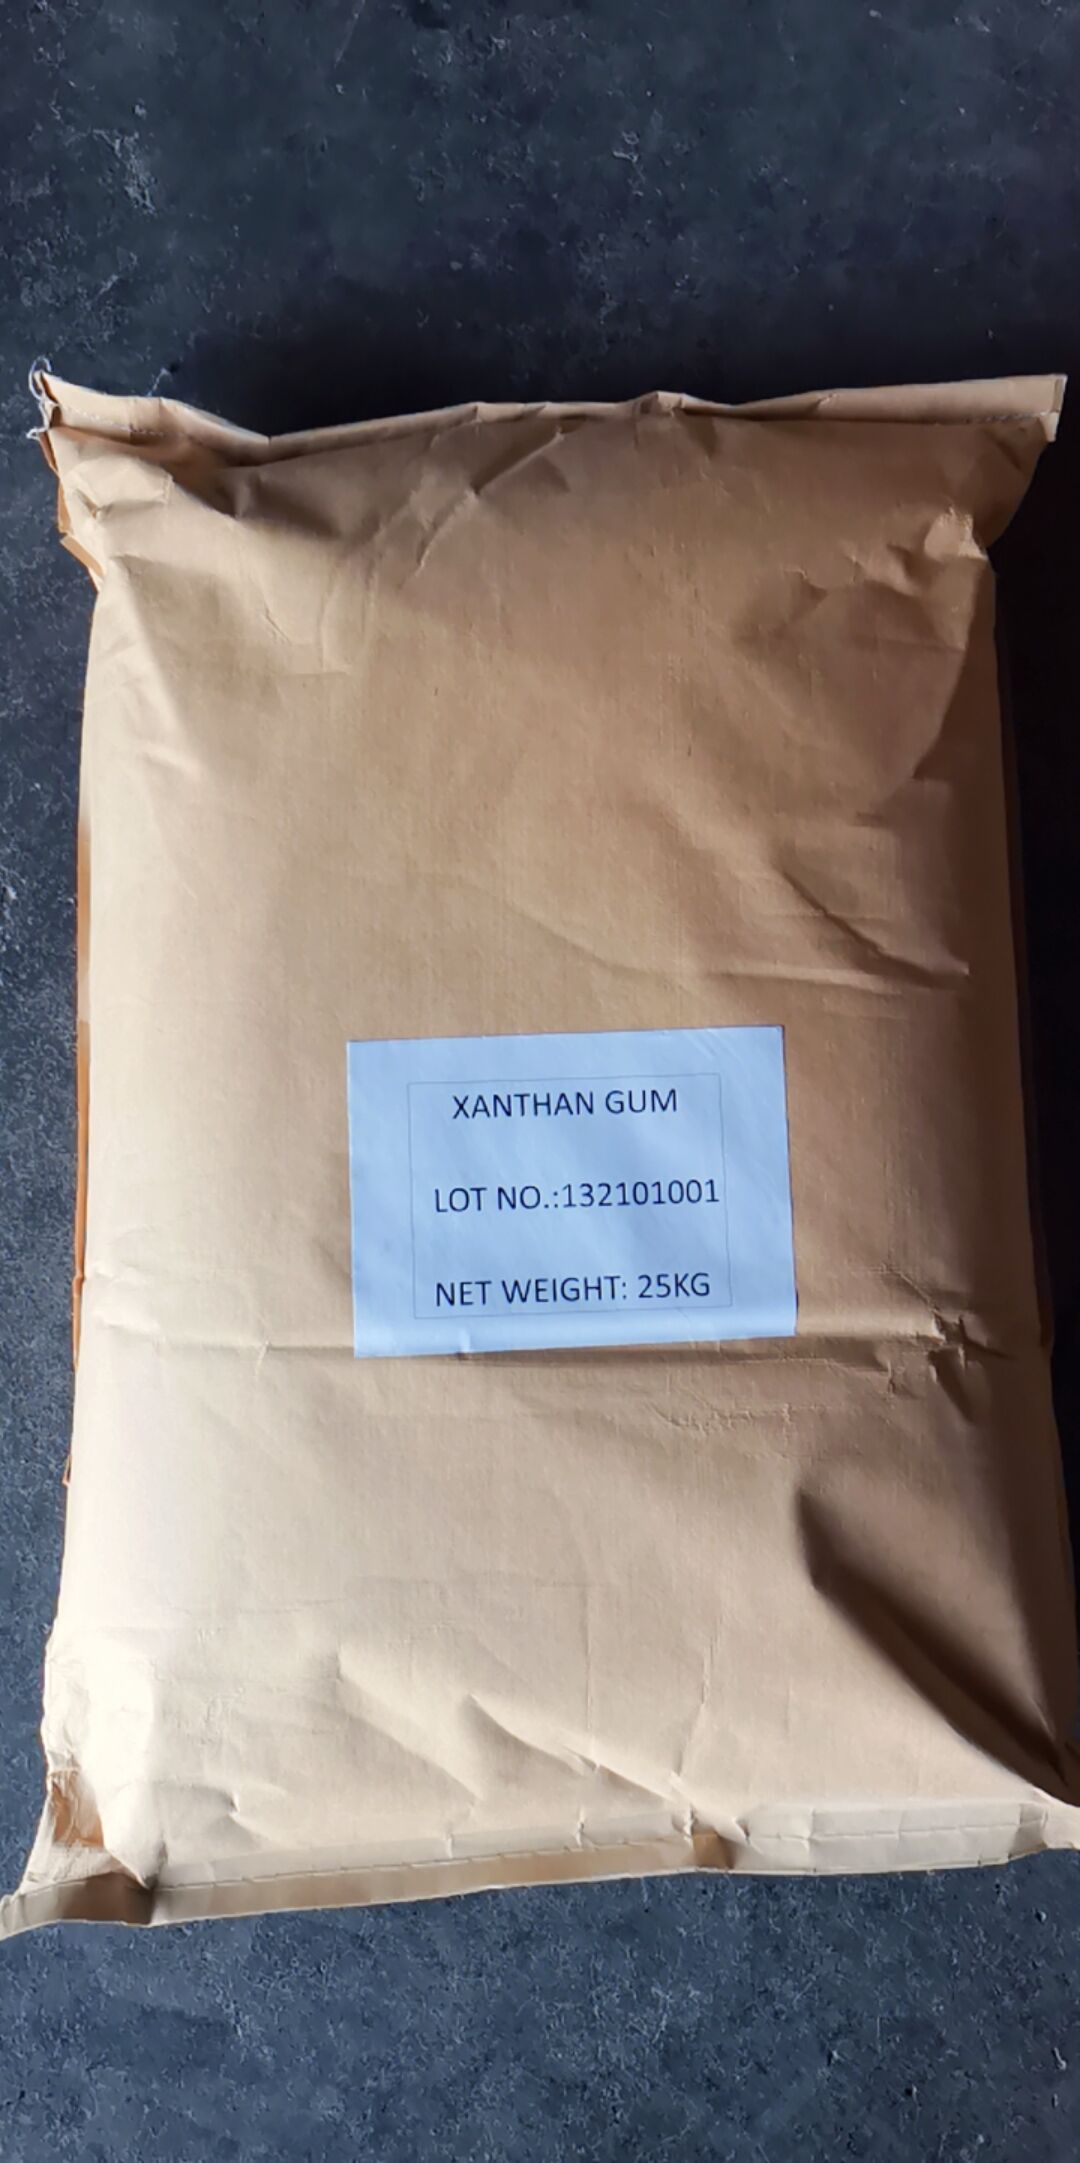 XANTHAN GUM
LOT NO.:132101001
NET WEIGHT: 25KG